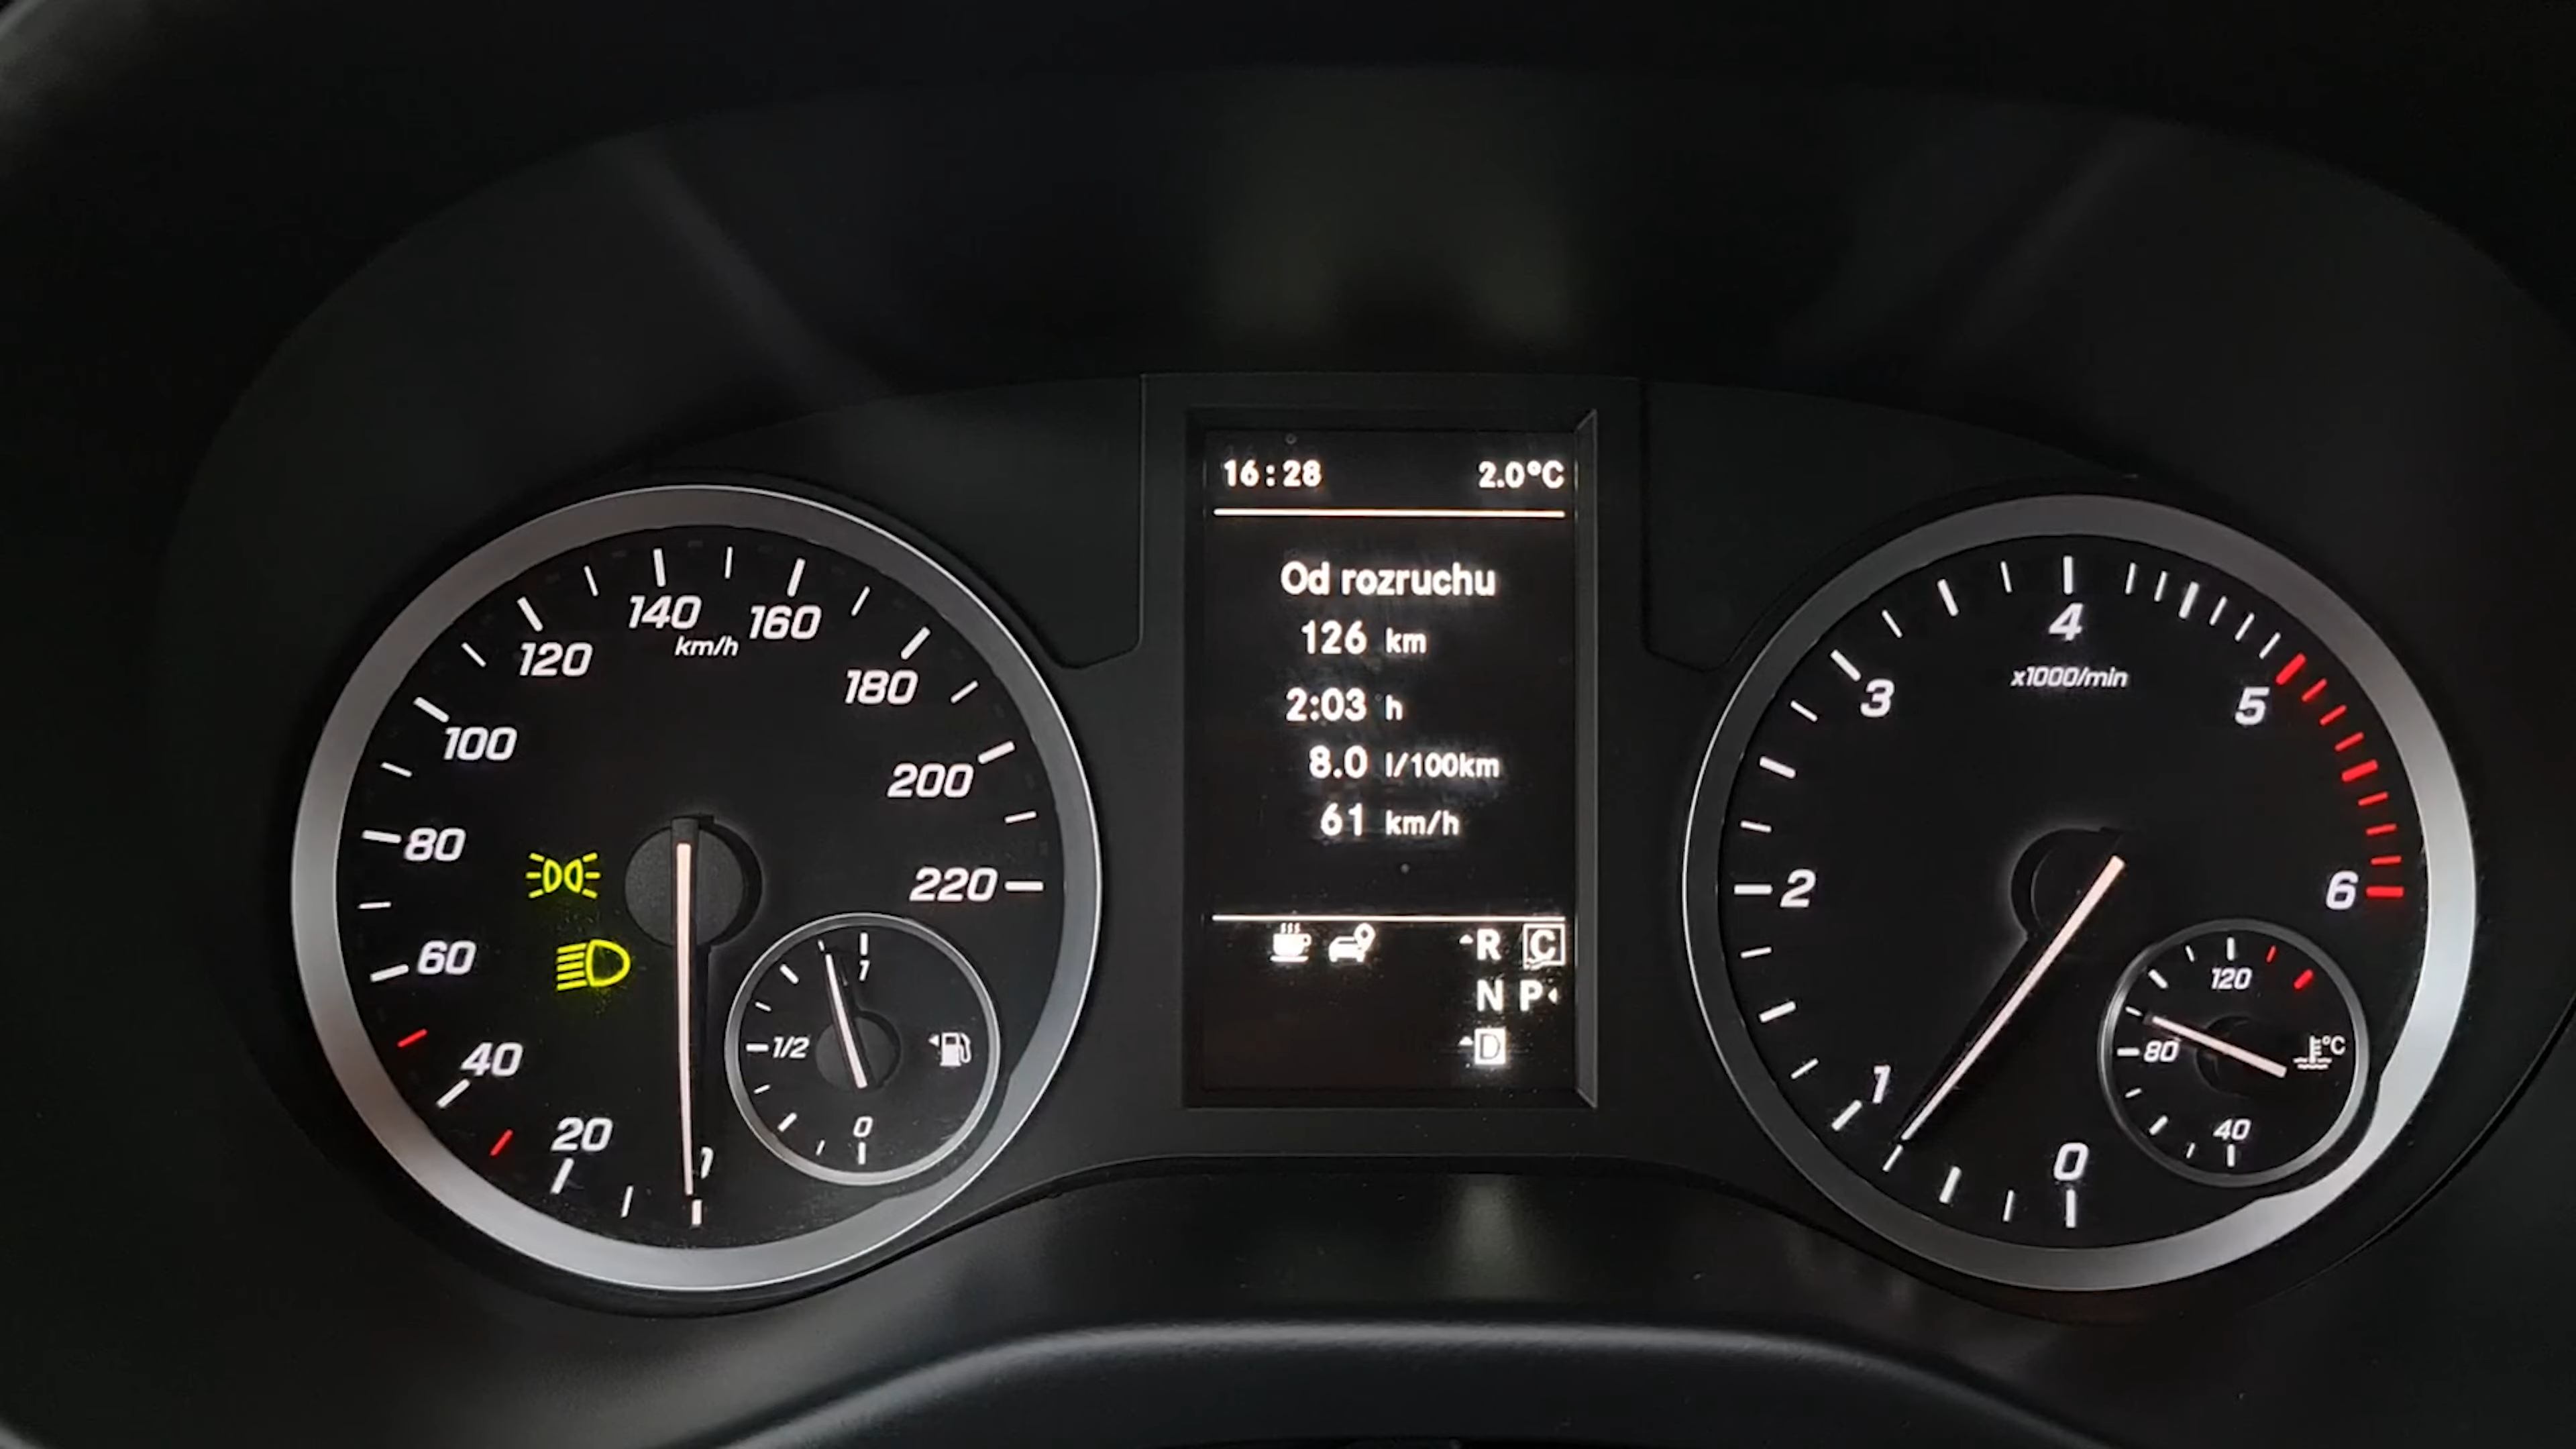 16:28 2.0°C
Od rozruchu
126 km
2:03 h
8.0 l/100km
61 km/h
R C
N P
D
140 160
km/h
120 180
100 200
80 220
60
40
20
1
1/2
0
4
x1000/min
3 5
2 6
1
0
120
°C
80
40